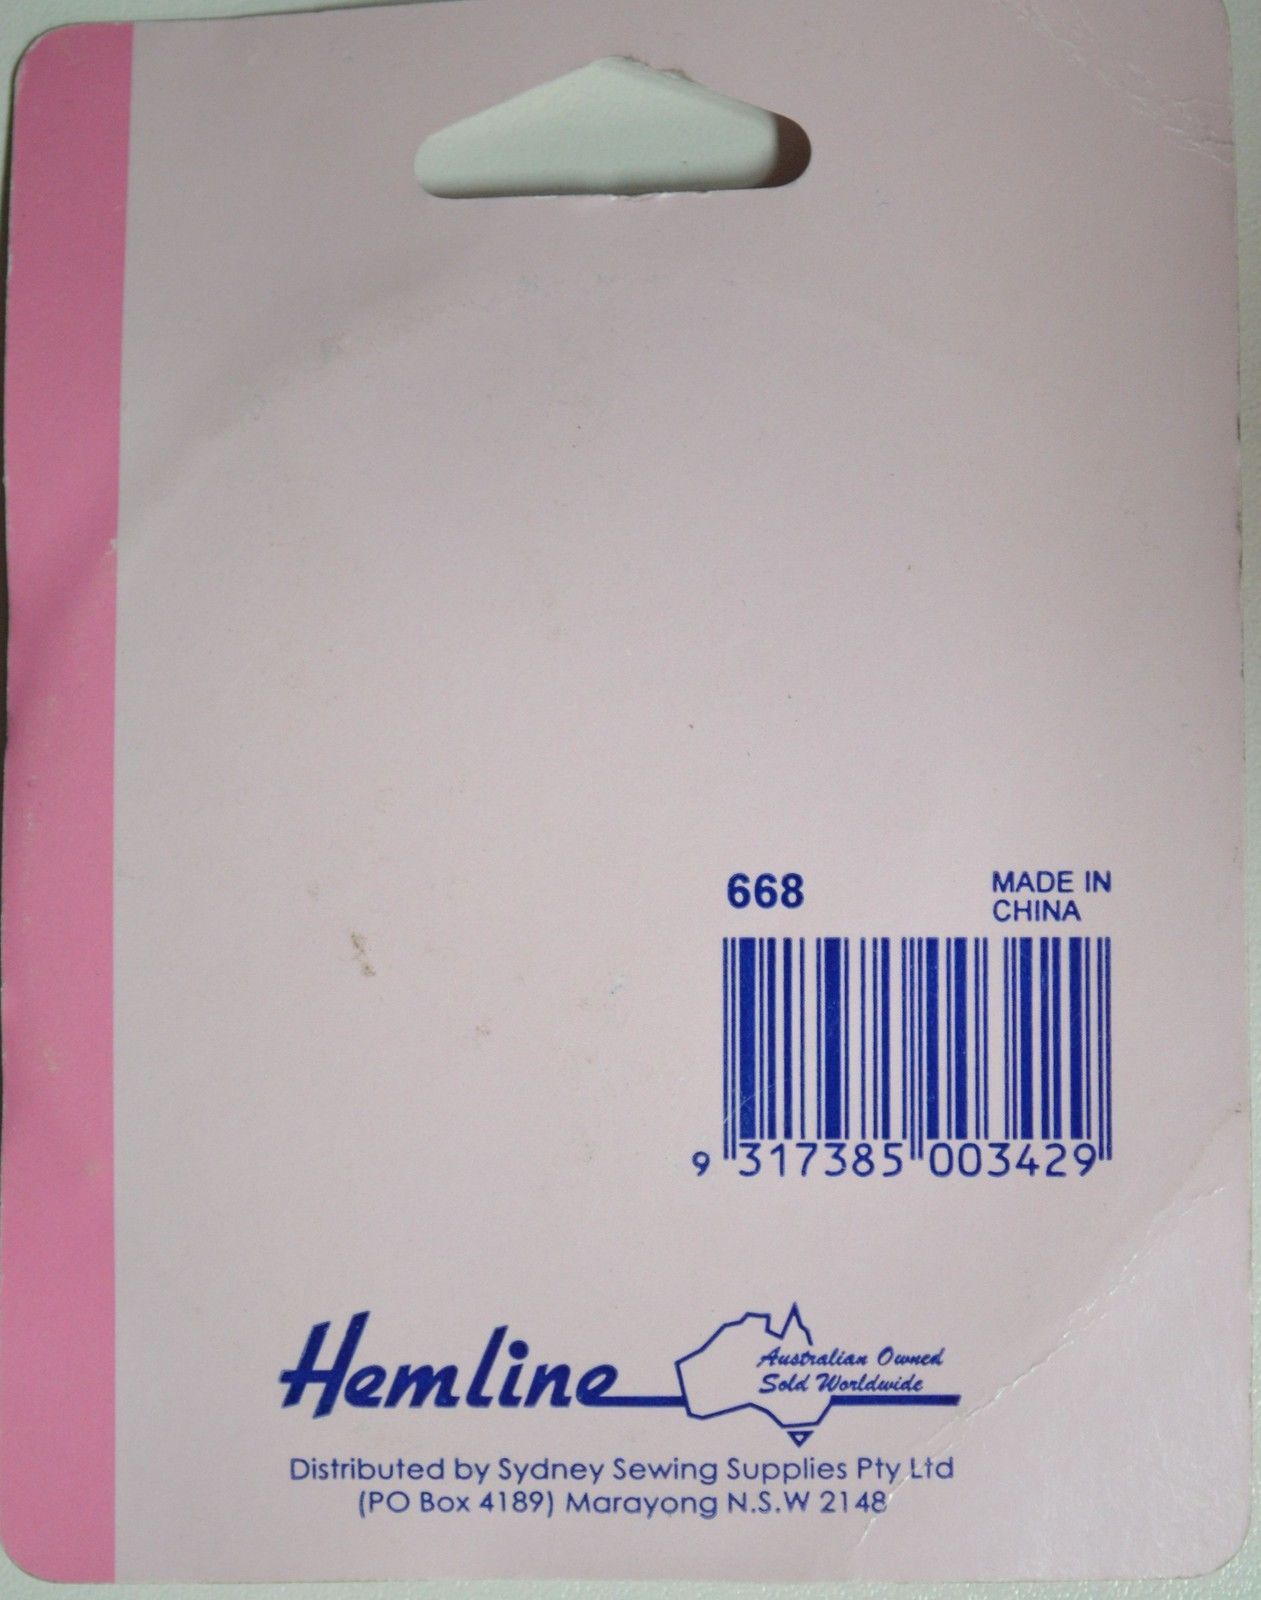 668
MADE IN
CHINA
9 317385 003429
Hemline
Australian Owned
Sold Worldwide
Distributed by Sydney Sewing Supplies Pty Ltd
(PO Box 4189) Marayong N.S.W 2148